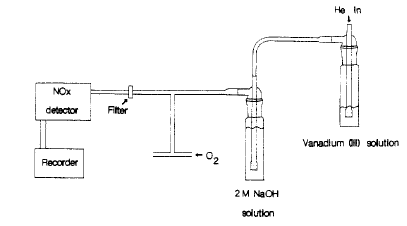 He In
NOx
detector
Filter
← O2
Recorder
Vanadium (III) solution
2 M NaOH
solution